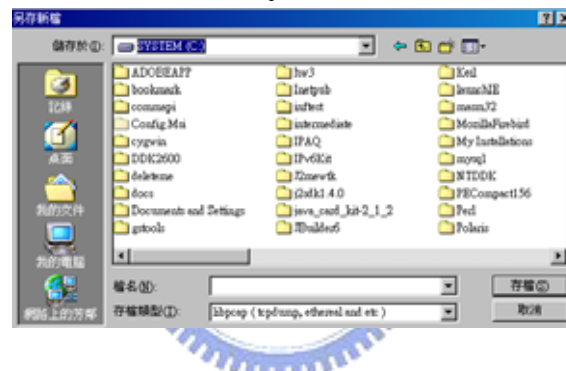 另存新檔
儲存於(I): SYSTEM (C:)
記錄
桌面
我的文件
我的電腦
網路上的芳鄰
ADOBEAPP
bookmark
commapi
Config.Msi
cygwin
DDK2600
deleteme
docs
Documents and Settings
gstools
hw3
Inetpub
inftest
intermediate
IPAQ
IPv6Kit
J2mewtk
j2sdk1.4.0
java_card_kit-2_1_2
JBuilder6
Keil
masm32
MozillaFirebird
My Installations
mysql
NTDDK
PECompact156
Perl
Polaris
檔名(N):
存檔(S)
存檔類型(T): libpcap ( tcpdump, ethereal and etc )
取消